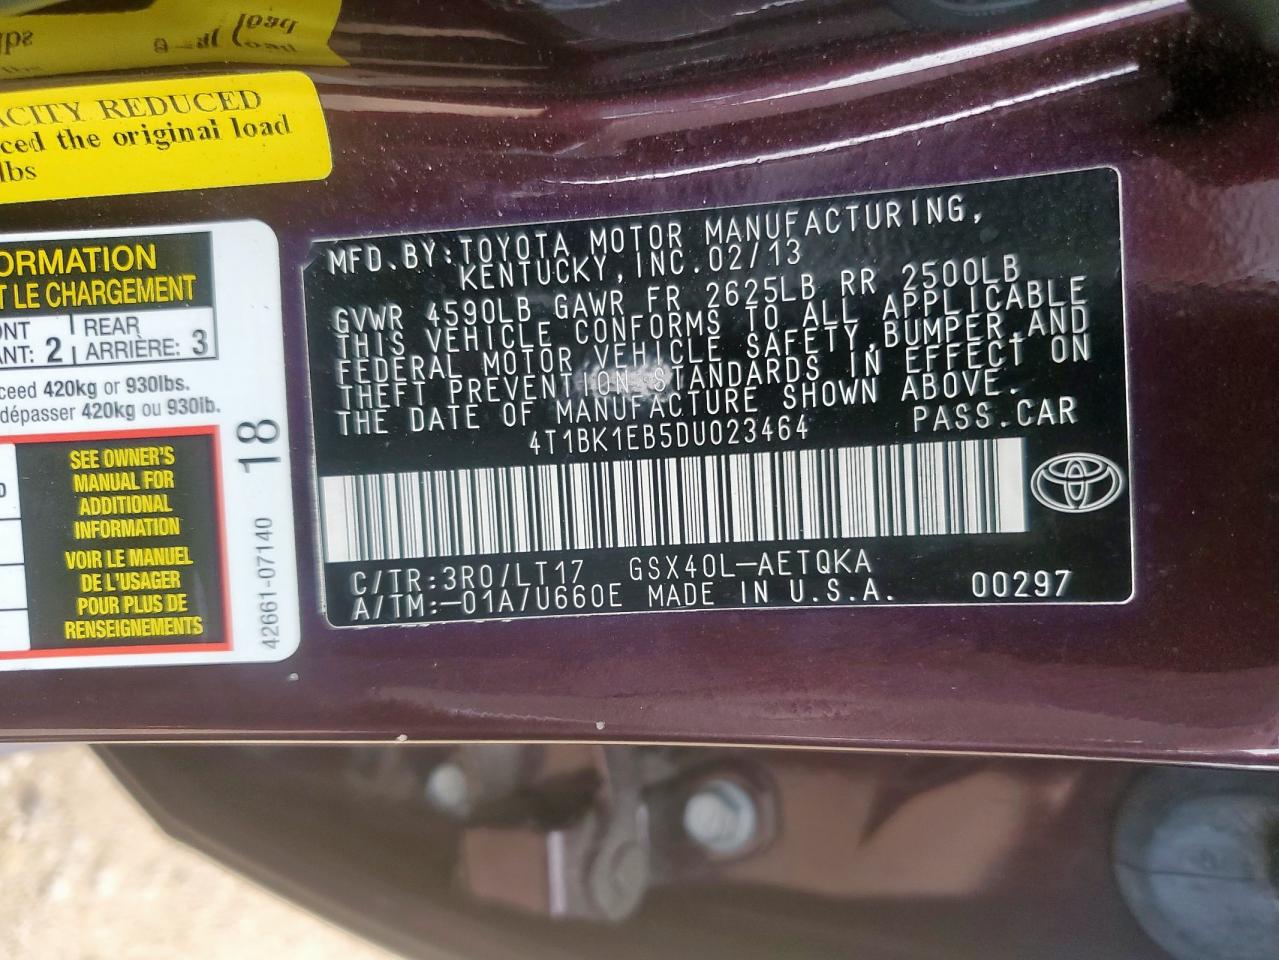 ACITY REDUCED
ced the original load
lbs
ORMATION
T LE CHARGEMENT
ONT
ANT: 2
REAR
ARRIÈRE: 3
ceed 420kg or 930lbs.
dépasser 420kg ou 930lb.
SEE OWNER'S
MANUAL FOR
ADDITIONAL
INFORMATION
VOIR LE MANUEL
DE L'USAGER
POUR PLUS DE
RENSEIGNEMENTS
18
42661-07140
MFD.BY:TOYOTA MOTOR MANUFACTURING,
KENTUCKY,INC.02/13
GVWR 4590LB GAWR FR 2625LB RR 2500LB
THIS VEHICLE CONFORMS TO ALL APPLICABLE
FEDERAL MOTOR VEHICLE SAFETY,BUMPER,AND
THEFT PREVENTION STANDARDS IN EFFECT ON
THE DATE OF MANUFACTURE SHOWN ABOVE.
4T1BK1EB5DU023464 PASS.CAR
C/TR:3R0/LT17 GSX40L-AETQKA
A/TM:-01A/U660E MADE IN U.S.A. 00297